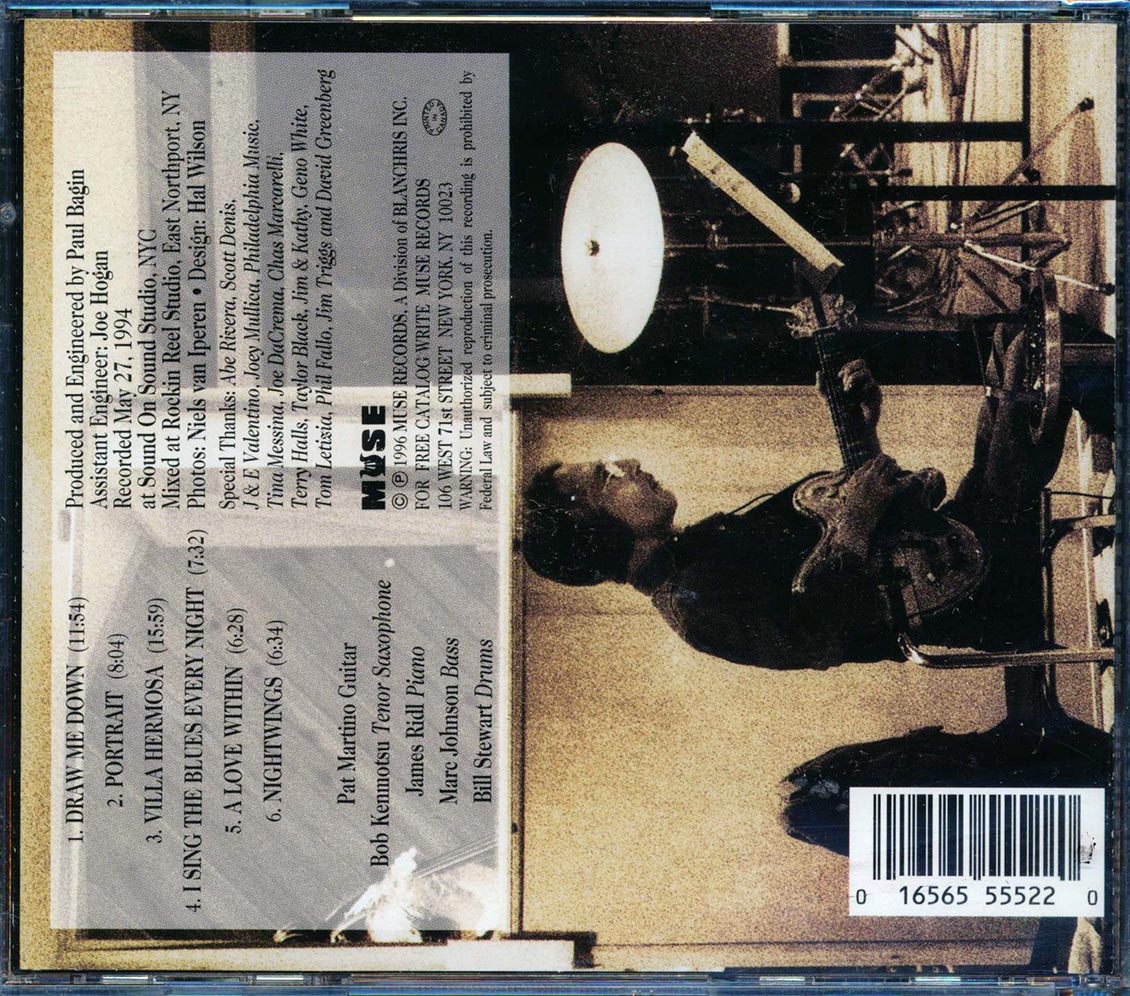 1. DRAW ME DOWN (11:54)
2. PORTRAIT (8:04)
3. VILLA HERMOSA (15:59)
4. I SING THE BLUES EVERY NIGHT (7:32)
5. A LOVE WITHIN (6:28)
6. NIGHTWINGS (6:34)
Pat Martino Guitar
Bob Kenmotsu Tenor Saxophone
James Ridl Piano
Marc Johnson Bass
Bill Stewart Drums
Produced and Engineered by Paul Bagin
Assistant Engineer: Joe Hogan
Recorded May 27, 1994
at Sound On Sound Studio, NYC
Mixed at Rockin Reel Studio, East Northport, NY
Photos: Niels van Iperen • Design: Hal Wilson
Special Thanks: Abe Rivera, Scott Denis,
J & E Valentino, Joey Mullica, Philadelphia Music,
Tina Messina, Joe DaCrema, Chas Marcarelli,
Terry Halls, Taylor Black, Jim & Kathy, Geno White,
Tom Letizia, Phil Fallo, Jim Triggs and David Greenberg
MUSE
© ℗ 1996 MUSE RECORDS, A Division of BLANCHRIS INC.
FOR FREE CATALOG WRITE MUSE RECORDS
106 WEST 71st STREET NEW YORK, NY 10023
PRINTED IN CANADA
WARNING: Unauthorized reproduction of this recording is prohibited by
Federal Law and subject to criminal prosecution.
0 16565 55522 0